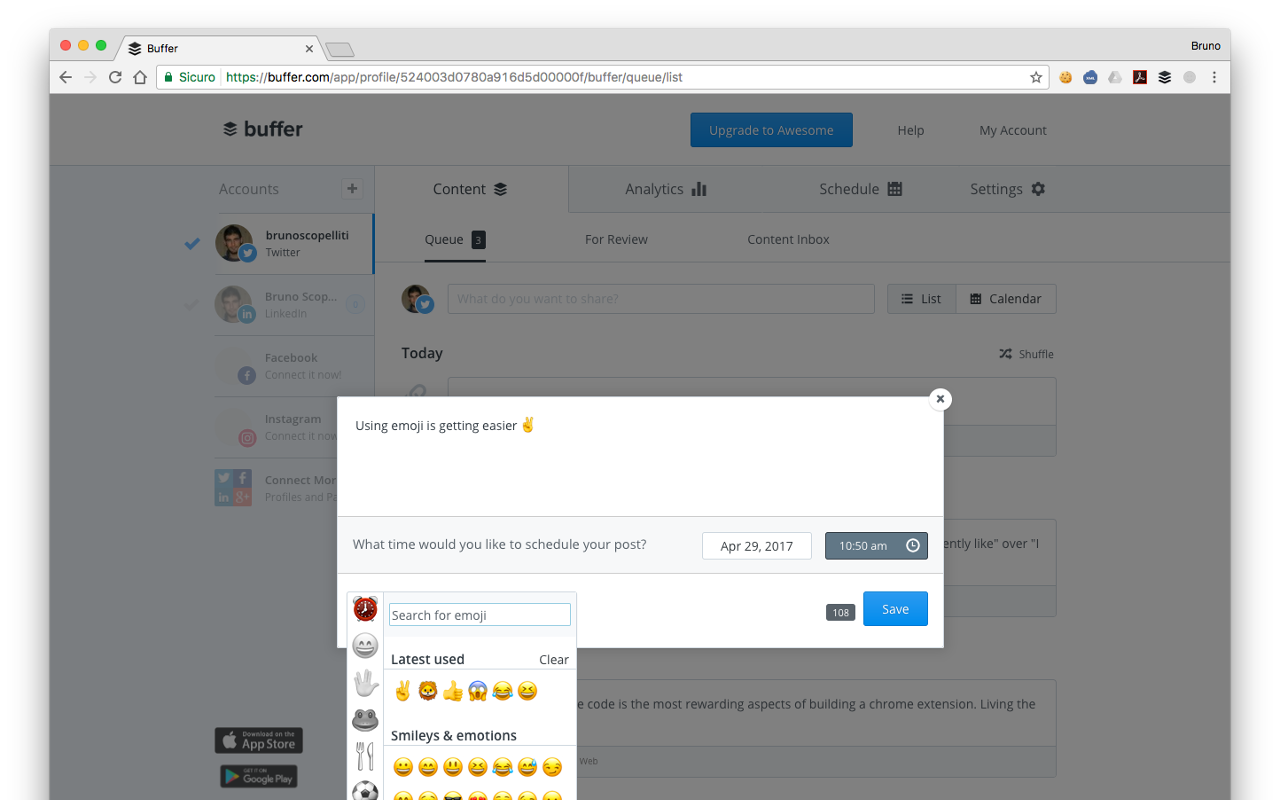 Buffer
Bruno
Sicuro https://buffer.com/app/profile/524003d0780a916d5d00000f/buffer/queue/list
buffer
Upgrade to Awesome
Help
My Account
Accounts
Content
Analytics
Schedule
Settings
brunoscopelliti
Twitter
Queue 3
For Review
Content Inbox
Bruno Scop...
LinkedIn
What do you want to share?
List
Calendar
Today
Shuffle
Facebook
Connect it now!
Instagram
Connect it now
Connect Mor
Profiles and Pa
Using emoji is getting easier ✌
What time would you like to schedule your post?
Apr 29, 2017
10:50 am
ently like" over "I
108
Save
Search for emoji
Latest used
Clear
e code is the most rewarding aspects of building a chrome extension. Living the
Smileys & emotions
Web
Download on the
App Store
GET IT ON
Google Play